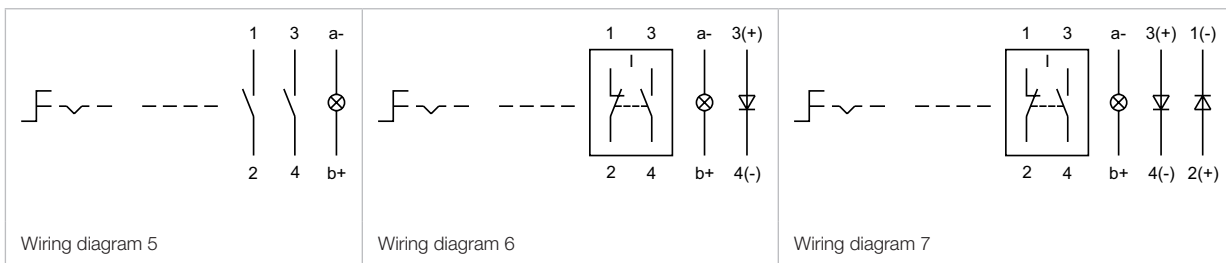 1 3 a-
2 4 b+
Wiring diagram 5
1 3 a- 3(+)
I
2 4 b+ 4(-)
Wiring diagram 6
1 3 a- 3(+) 1(-)
I
2 4 b+ 4(-) 2(+)
Wiring diagram 7